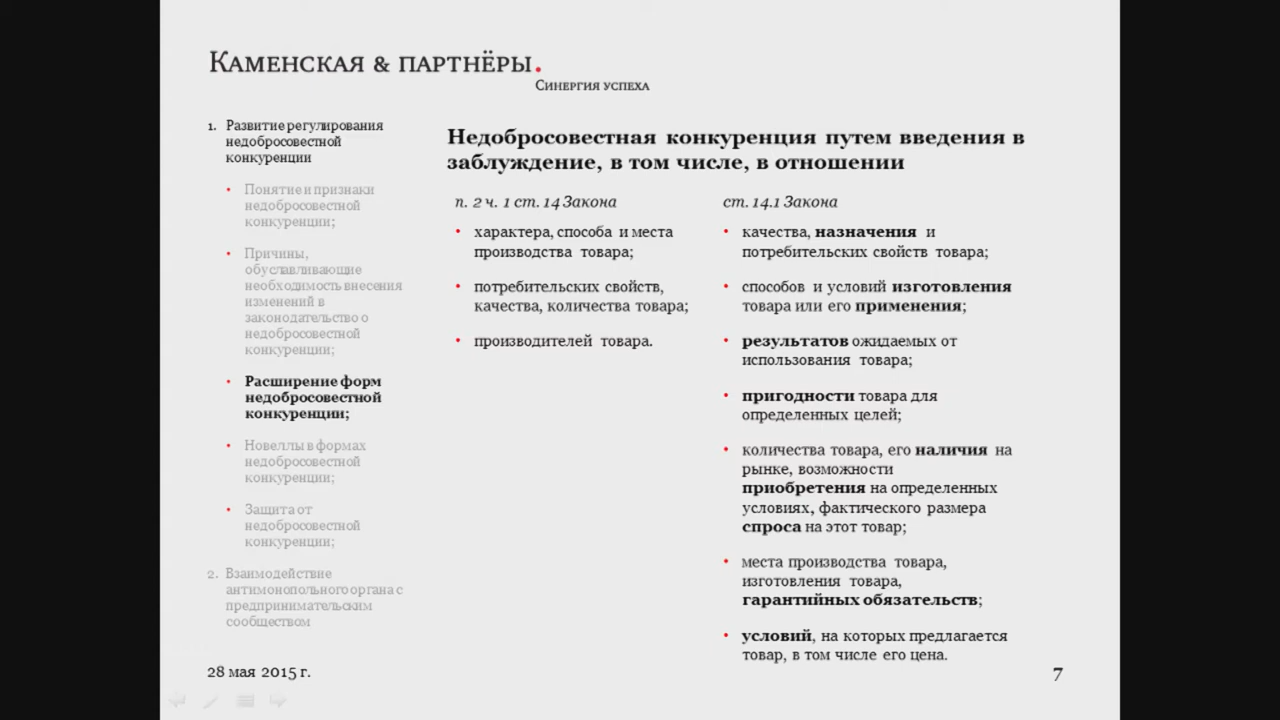 Каменская & партнёры.
Синергия успеха
1. Развитие регулирования
недобросовестной
конкуренции
• Понятие и признаки
недобросовестной
конкуренции;
• Причины,
обуславливающие
необходимость внесения
изменений в
законодательство о
недобросовестной
конкуренции;
• Расширение форм
недобросовестной
конкуренции;
• Новеллы в формах
недобросовестной
конкуренции;
• Защита от
недобросовестной
конкуренции;
2. Взаимодействие
антимонопольного органа с
предпринимательским
сообществом
Недобросовестная конкуренция путем введения в
заблуждение, в том числе, в отношении
п. 2 ч. 1 ст. 14 Закона
• характера, способа и места
производства товара;
• потребительских свойств,
качества, количества товара;
• производителей товара.
ст. 14.1 Закона
• качества, назначения и
потребительских свойств товара;
• способов и условий изготовления
товара или его применения;
• результатов ожидаемых от
использования товара;
• пригодности товара для
определенных целей;
• количества товара, его наличия на
рынке, возможности
приобретения на определенных
условиях, фактического размера
спроса на этот товар;
• места производства товара,
изготовления товара,
гарантийных обязательств;
• условий, на которых предлагается
товар, в том числе его цена.
28 мая 2015 г.
7